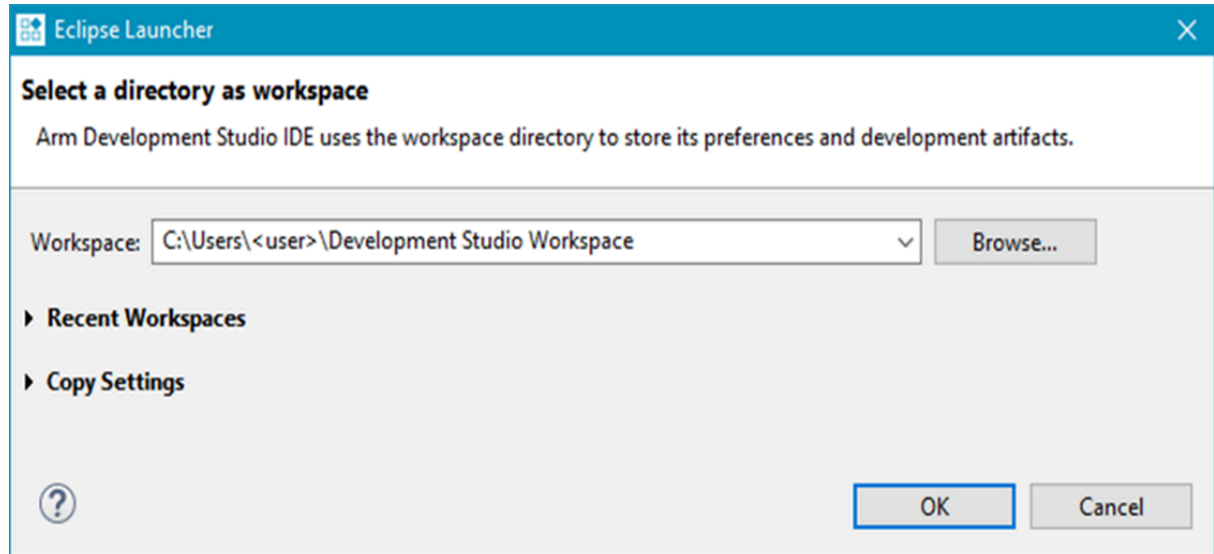 Eclipse Launcher
Select a directory as workspace
Arm Development Studio IDE uses the workspace directory to store its preferences and development artifacts.
Workspace: C:\Users\<user>\Development Studio Workspace Browse...
Recent Workspaces
Copy Settings
?
OK Cancel